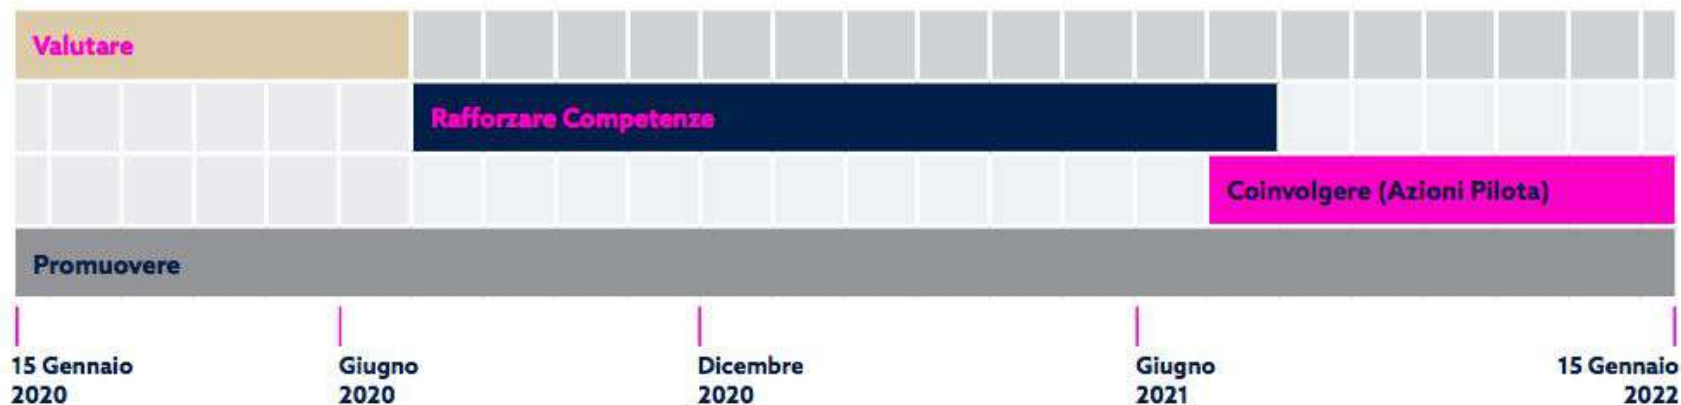 Valutare
Rafforzare Competenze
Coinvolgere (Azioni Pilota)
Promuovere
15 Gennaio
2020
Giugno
2020
Dicembre
2020
Giugno
2021
15 Gennaio
2022